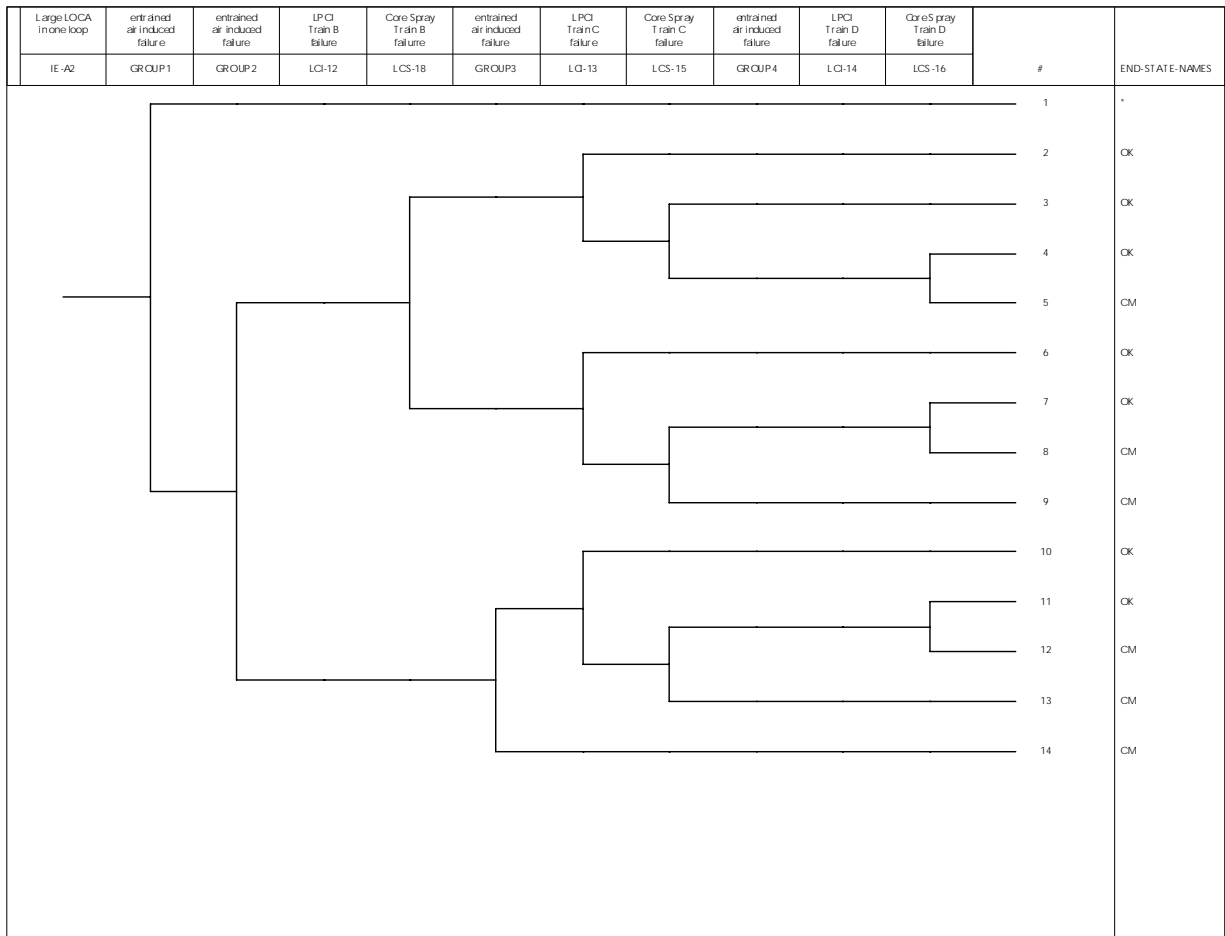 Large LOCA
in one loop
entrained
air induced
failure
entrained
air induced
failure
LPCI
Train B
failure
Core Spray
Train B
failurre
entrained
air induced
failure
LPCI
Train C
failure
Core Spray
Train C
failure
entrained
air induced
failure
LPCI
Train D
failure
Core Spray
Train D
failure
IE-A2 GROUP1 GROUP2 LCI-12 LCS-18 GROUP3 LCI-13 LCS-15 GROUP4 LCI-14 LCS-16 # END-STATE-NAMES
1 *
2 OK
3 OK
4 OK
5 CM
6 OK
7 OK
8 CM
9 CM
10 OK
11 OK
12 CM
13 CM
14 CM